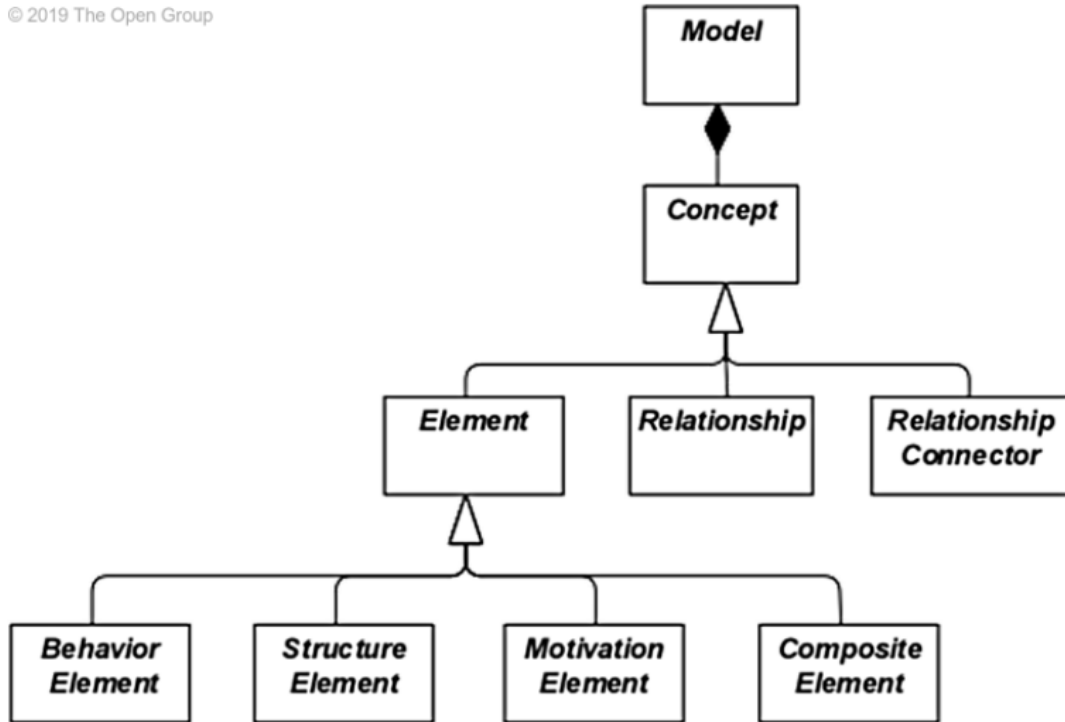 © 2019 The Open Group
Model
Concept
Element
Relationship
Relationship
Connector
Behavior
Element
Structure
Element
Motivation
Element
Composite
Element